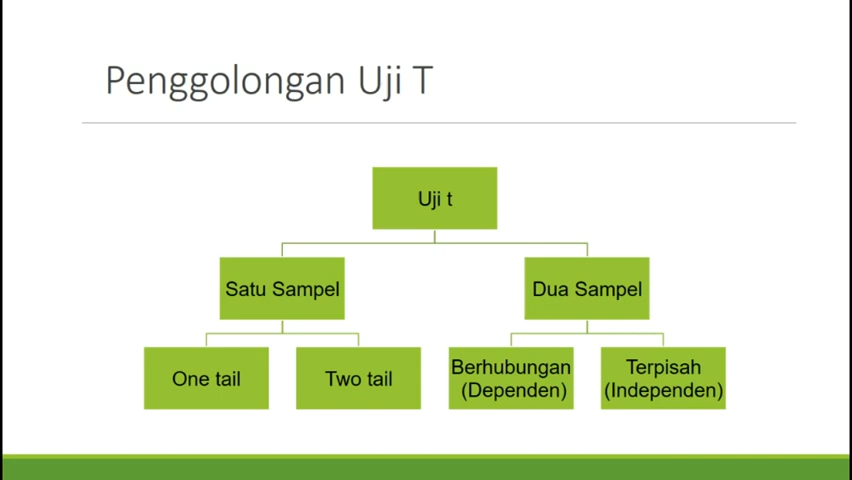 Penggolongan Uji T
Uji t
Satu Sampel
Dua Sampel
One tail
Two tail
Berhubungan
(Dependen)
Terpisah
(Independen)